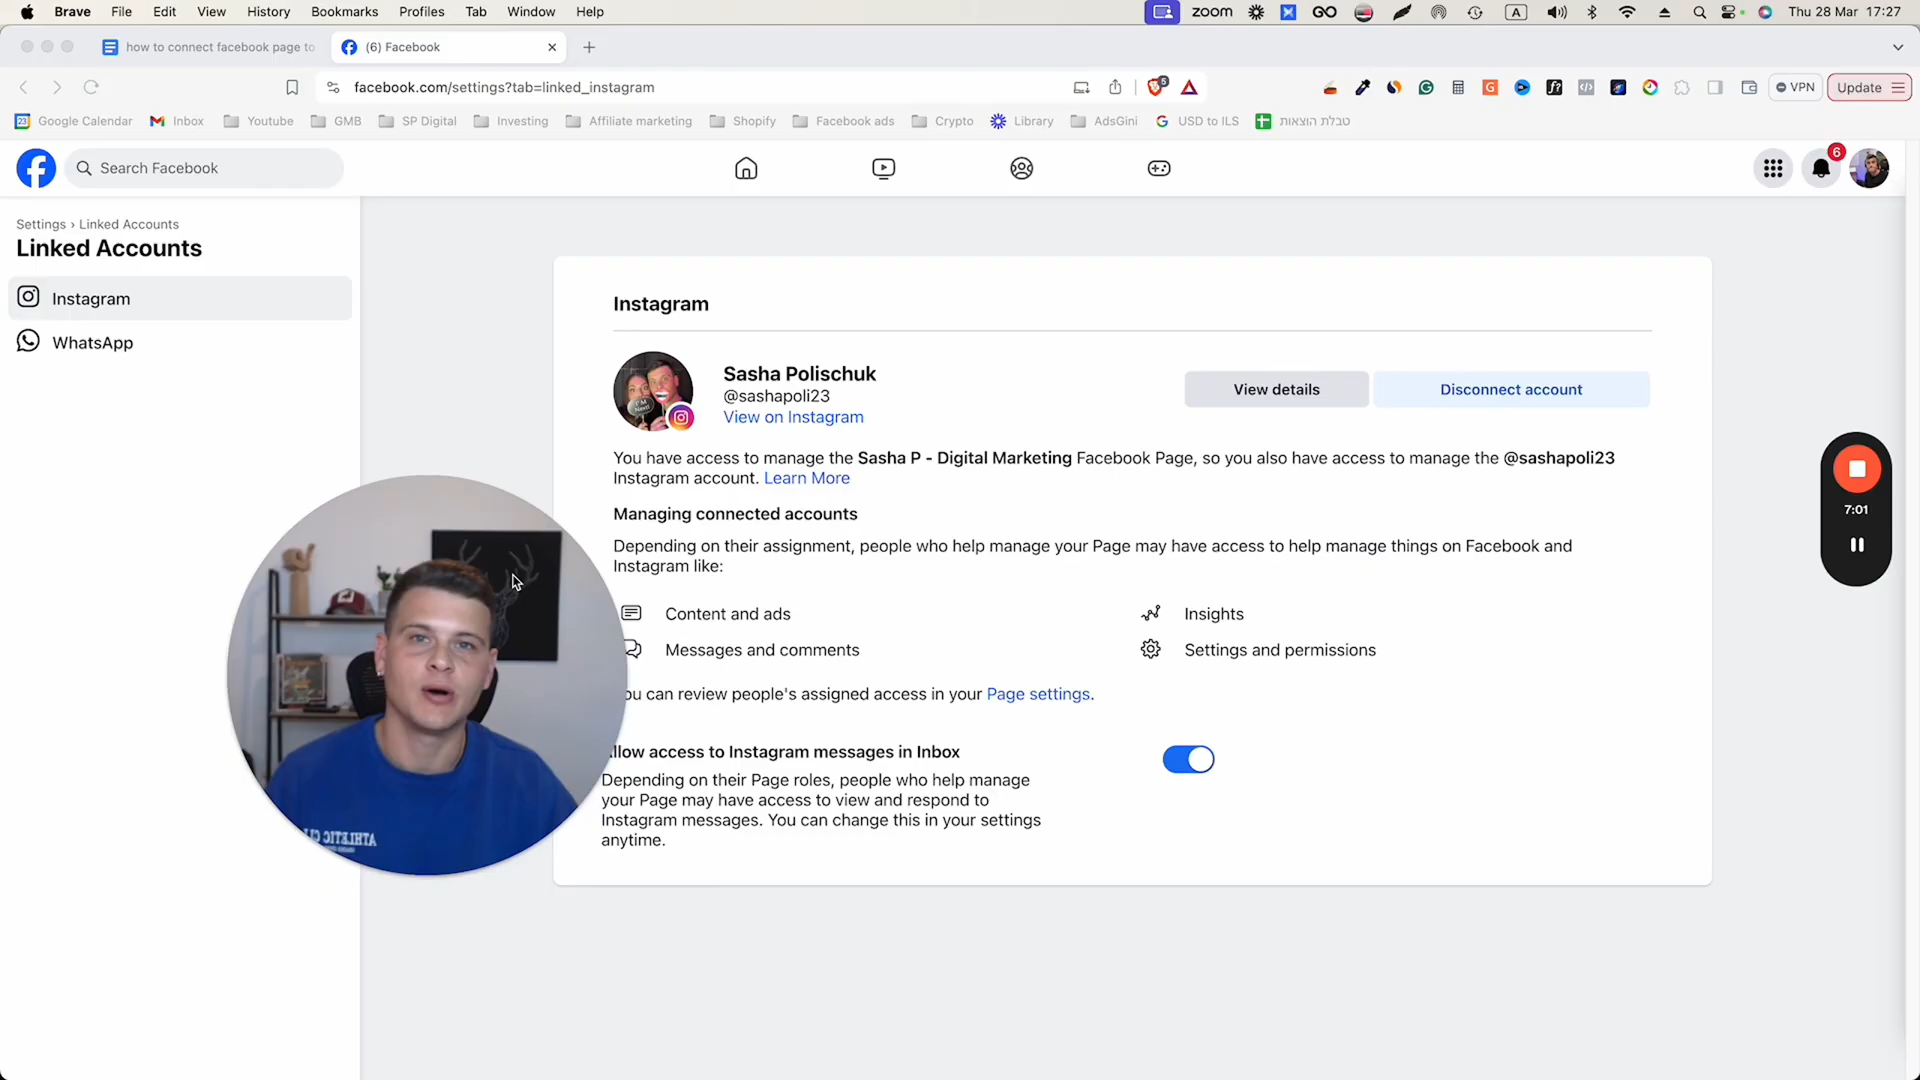 Brave File Edit View History Bookmarks Profiles Tab Window Help zoom GO A Thu 28 Mar 17:27
how to connect facebook page to (6) Facebook
facebook.com/settings?tab=linked_instagram 5 VPN Update
23 Google Calendar Inbox Youtube GMB SP Digital Investing Affiliate marketing Shopify Facebook ads Crypto Library AdsGini USD to ILS טבלת הוצאות
Search Facebook 6
Settings › Linked Accounts
Linked Accounts
Instagram
WhatsApp
Instagram
Sasha Polischuk
@sashapoli23
View on Instagram
View details Disconnect account
You have access to manage the Sasha P - Digital Marketing Facebook Page, so you also have access to manage the @sashapoli23
Instagram account. Learn More
Managing connected accounts
Depending on their assignment, people who help manage your Page may have access to help manage things on Facebook and
Instagram like:
Content and ads Insights
Messages and comments Settings and permissions
ou can review people's assigned access in your Page settings.
llow access to Instagram messages in Inbox
Depending on their Page roles, people who help manage
your Page may have access to view and respond to
Instagram messages. You can change this in your settings
anytime.
I'M Next!
7:01